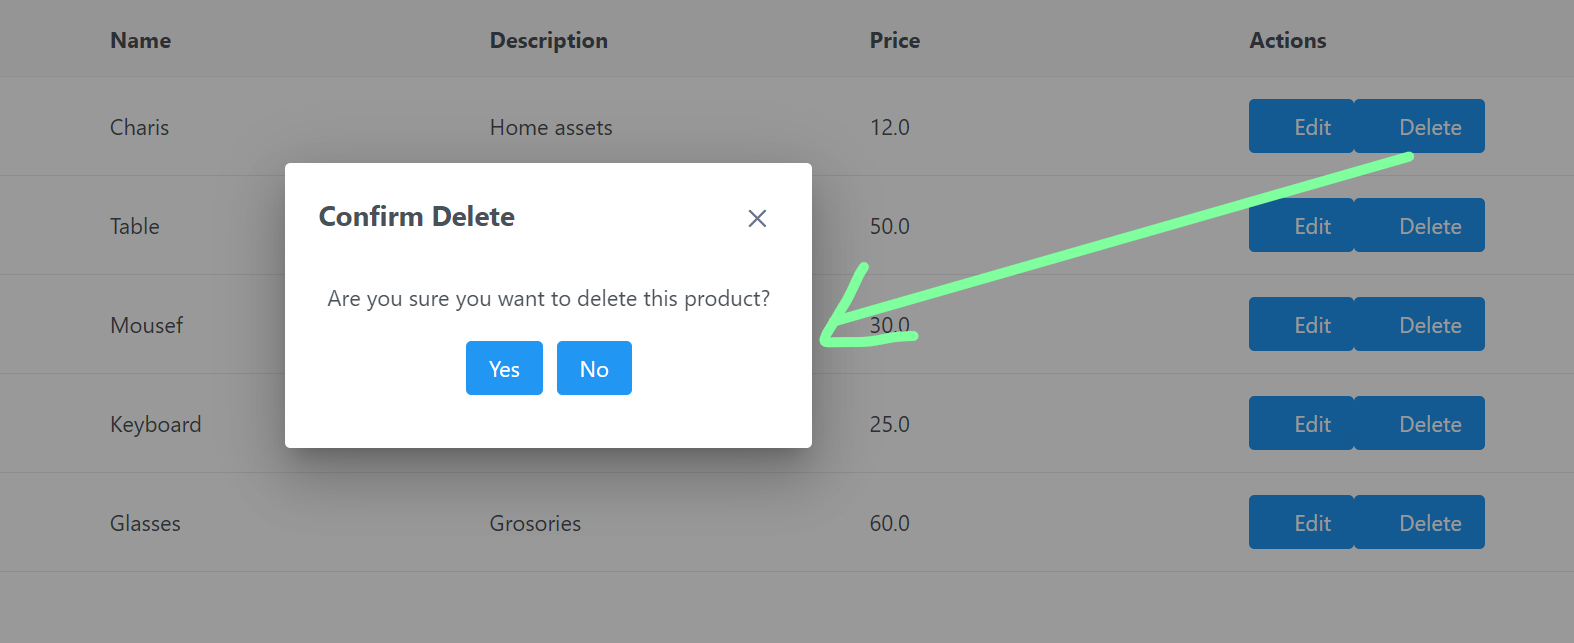 Name Description Price Actions
Charis Home assets 12.0 Edit Delete
Confirm Delete
Table 50.0 Edit Delete
Are you sure you want to delete this product?
Mousef 30.0 Edit Delete
Yes No
Keyboard 25.0 Edit Delete
Glasses Grosories 60.0 Edit Delete